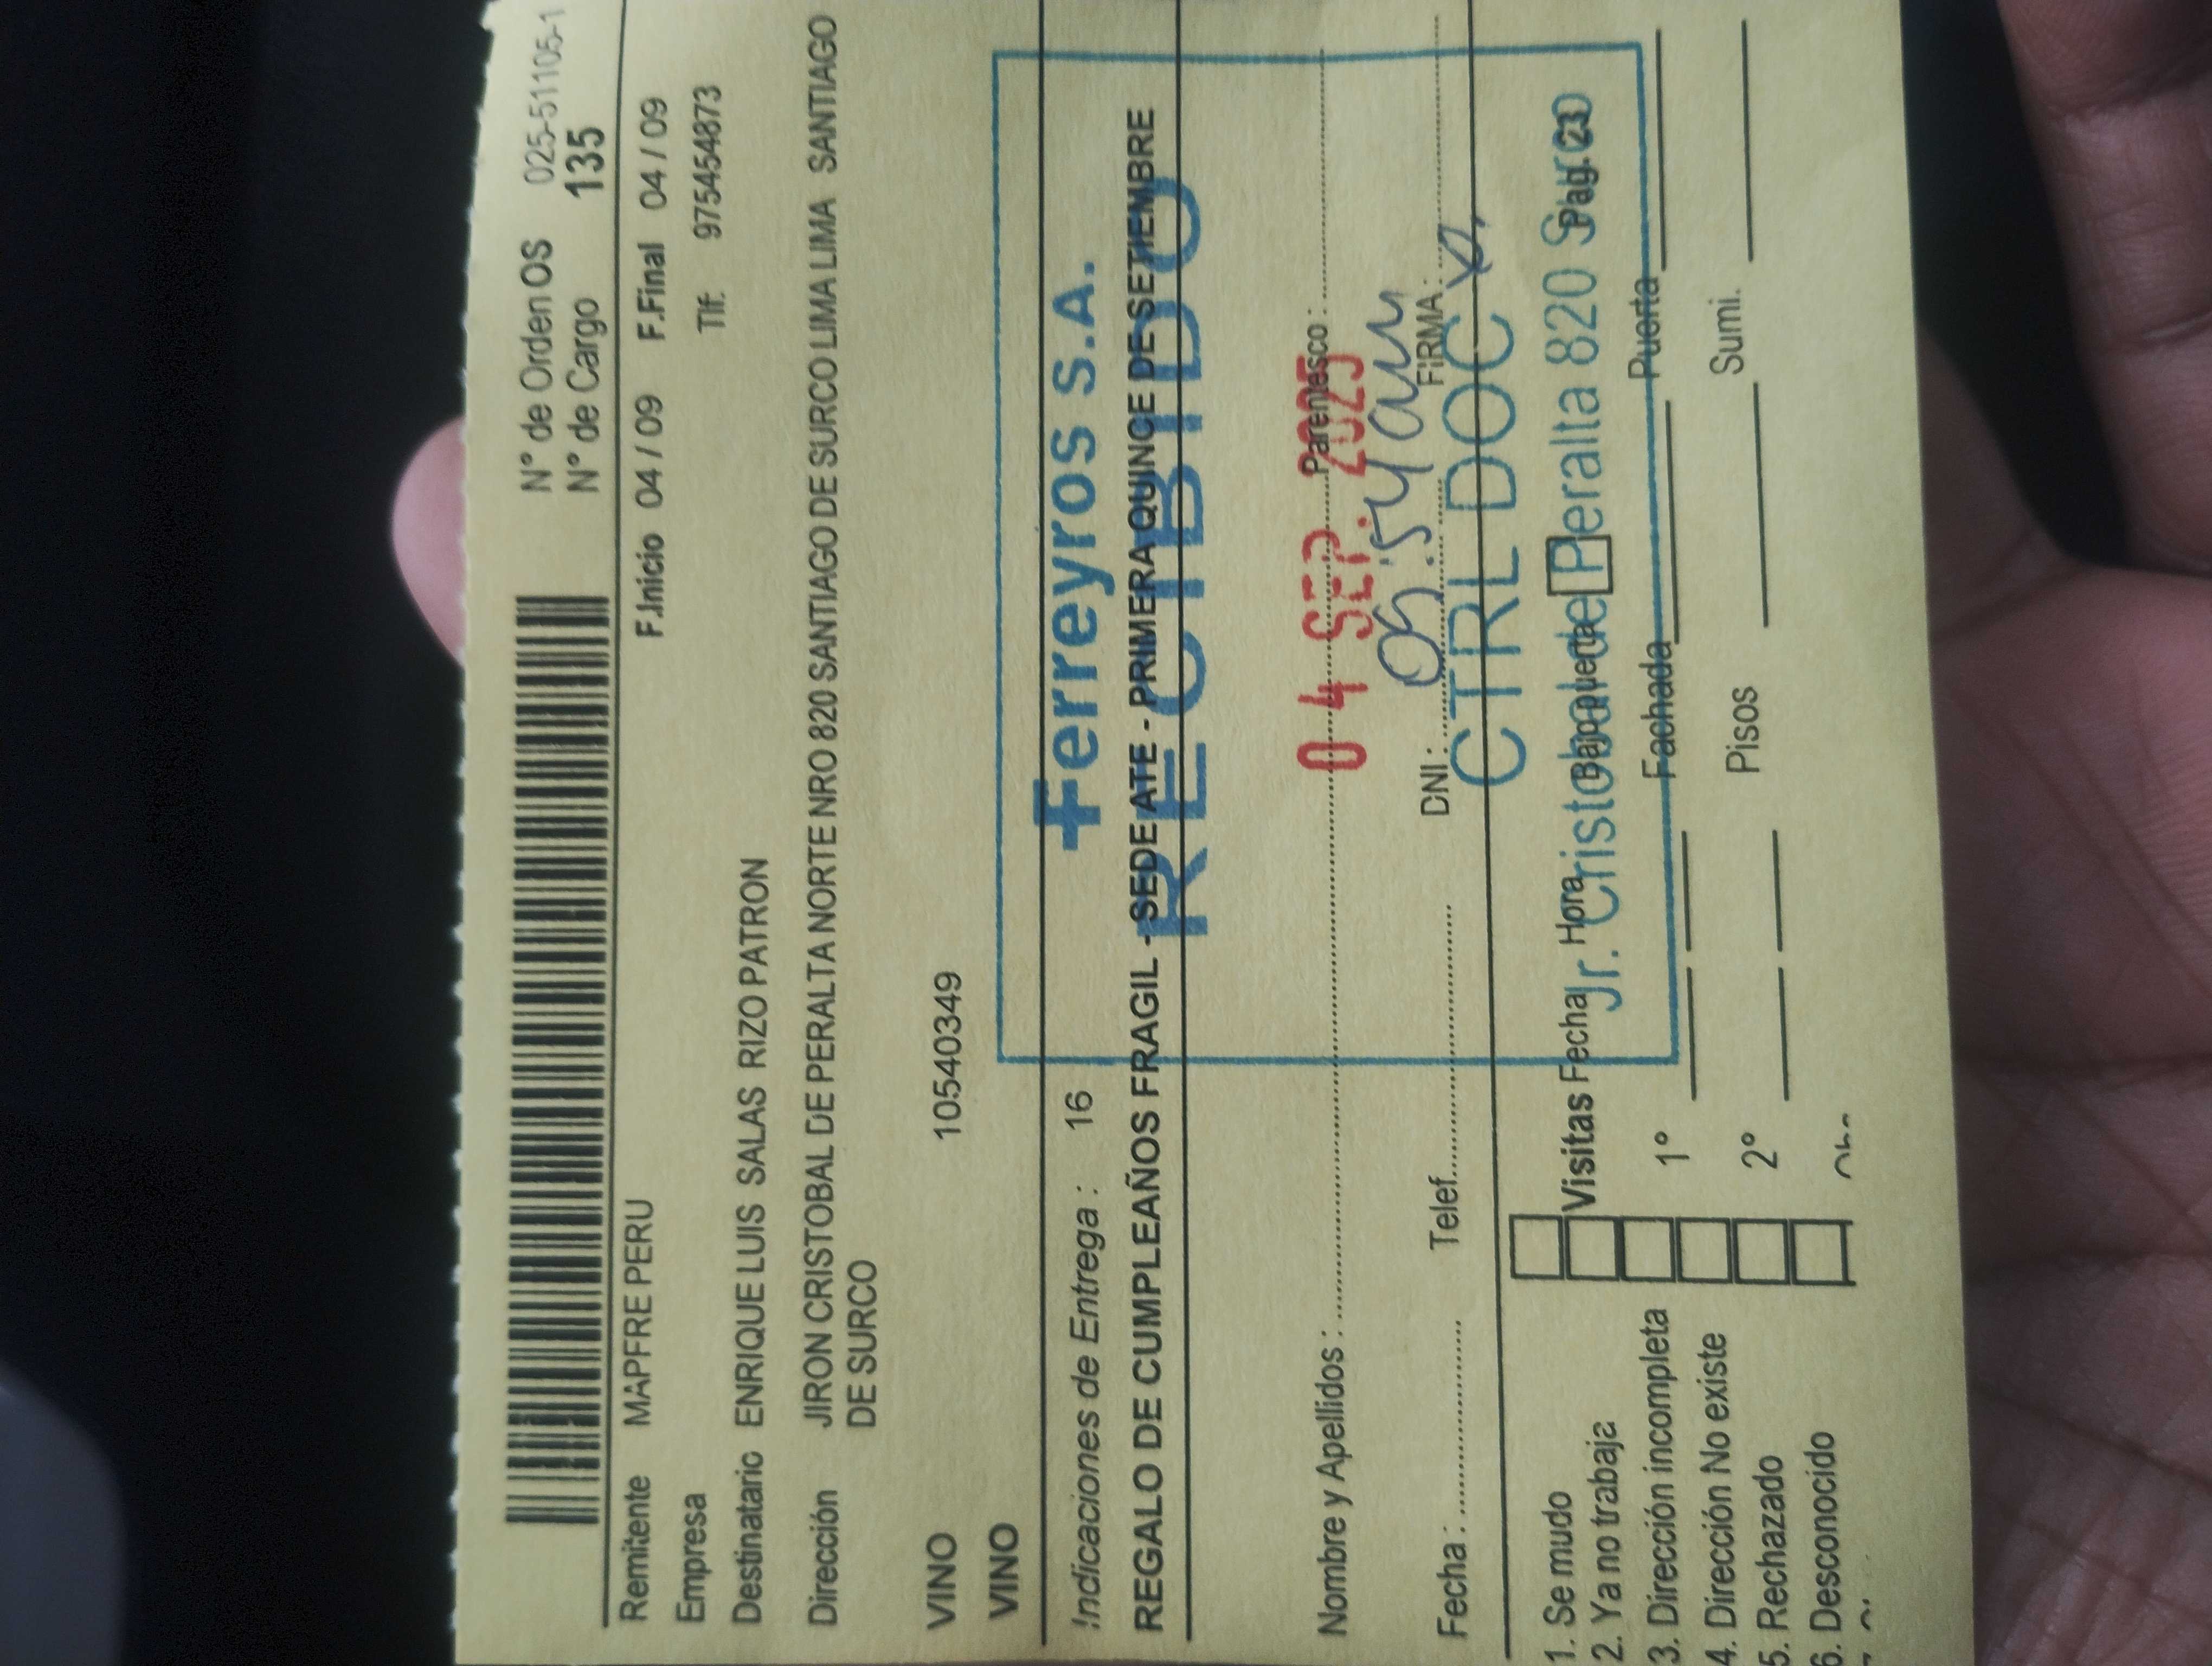 N° de Orden OS 025-51105-1
N° de Cargo 135
F.Inicio 04 / 09 F.Final 04 / 09
Remitente MAPFRE PERU
Empresa Tlf: 975454873
Destinatario ENRIQUE LUIS SALAS RIZO PATRON
Dirección JIRON CRISTOBAL DE PERALTA NORTE NRO 820 SANTIAGO DE SURCO LIMA LIMA SANTIAGO
DE SURCO
VINO 10540349
VINO
Indicaciones de Entrega : 16
Ferreyros S.A.
REGALO DE CUMPLEAÑOS FRAGIL - SEDE ATE - PRIMERA QUINCE DE SETIEMBRE
RECIBIDO
Nombre y Apellidos : Parentesco :
04 SEP. 2025
Fecha : Telef. DNI : FIRMA :
CTRL DOC
1. Se mudo
2. Ya no trabaja Visitas Fecha Hora Bajo puerta
Jr. Cristobal de Peralta 820 Surco
3. Dirección incompleta 1° Fachada Puerta
4. Dirección No existe
5. Rechazado 2° Pisos Sumi.
6. Desconocido